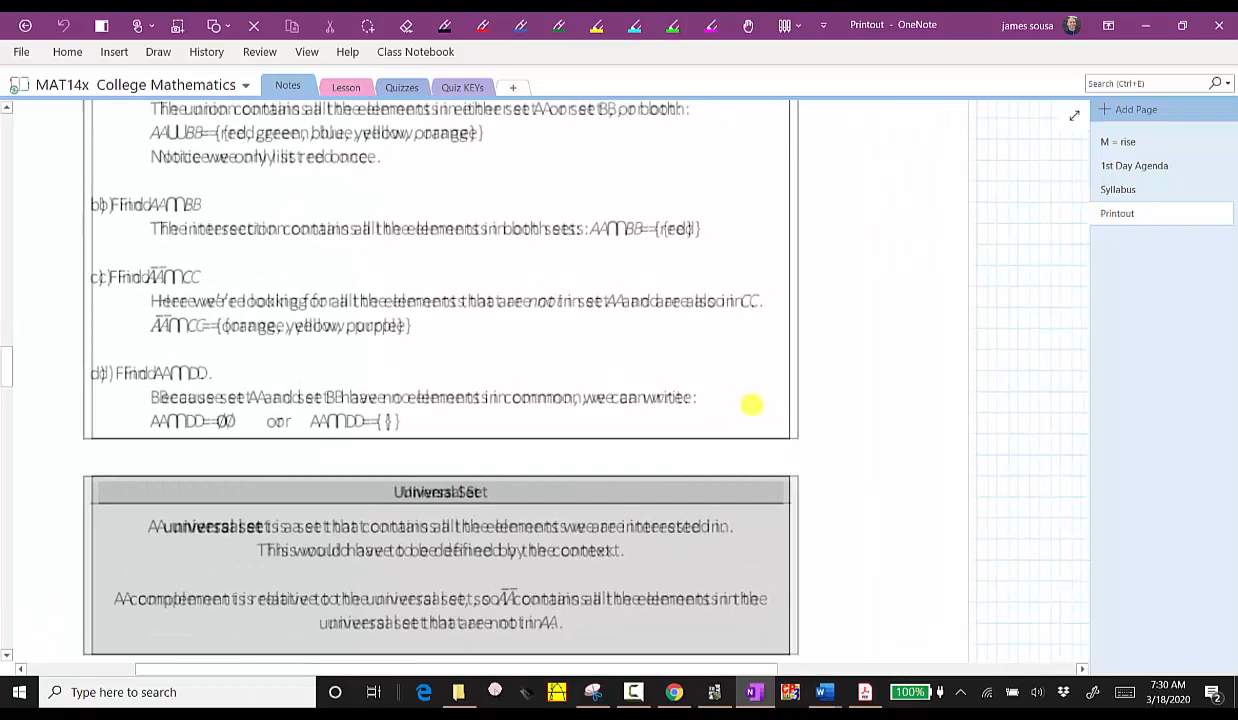 Printout - OneNote
james sousa
File Home Insert Draw History Review View Help Class Notebook
MAT14x College Mathematics
Notes Lesson Quizzes Quiz KEYs +
Search (Ctrl+E)
Add Page
M = rise
1st Day Agenda
Syllabus
Printout
The union contains all the elements in either set A or set B, or both:
A⋃B={red, green, blue, yellow, orange}
Notice we only list red once.
b) Find A⋂B
The intersection contains all the elements in both sets: A⋂B={red}
c) Find A̅⋂C
Here we're looking for all the elements that are not in set A and are also in C.
A̅⋂C={orange, yellow, purple}
d) Find A⋂D.
Because set A and set B have no elements in common, we can write:
A⋂D=Ø or A⋂D={ }
Universal Set
A universal set is a set that contains all the elements we are interested in.
This would have to be defined by the context.
A complement is relative to the universal set, so A̅ contains all the elements in the
universal set that are not in A.
Type here to search
100%
7:30 AM
3/18/2020
2